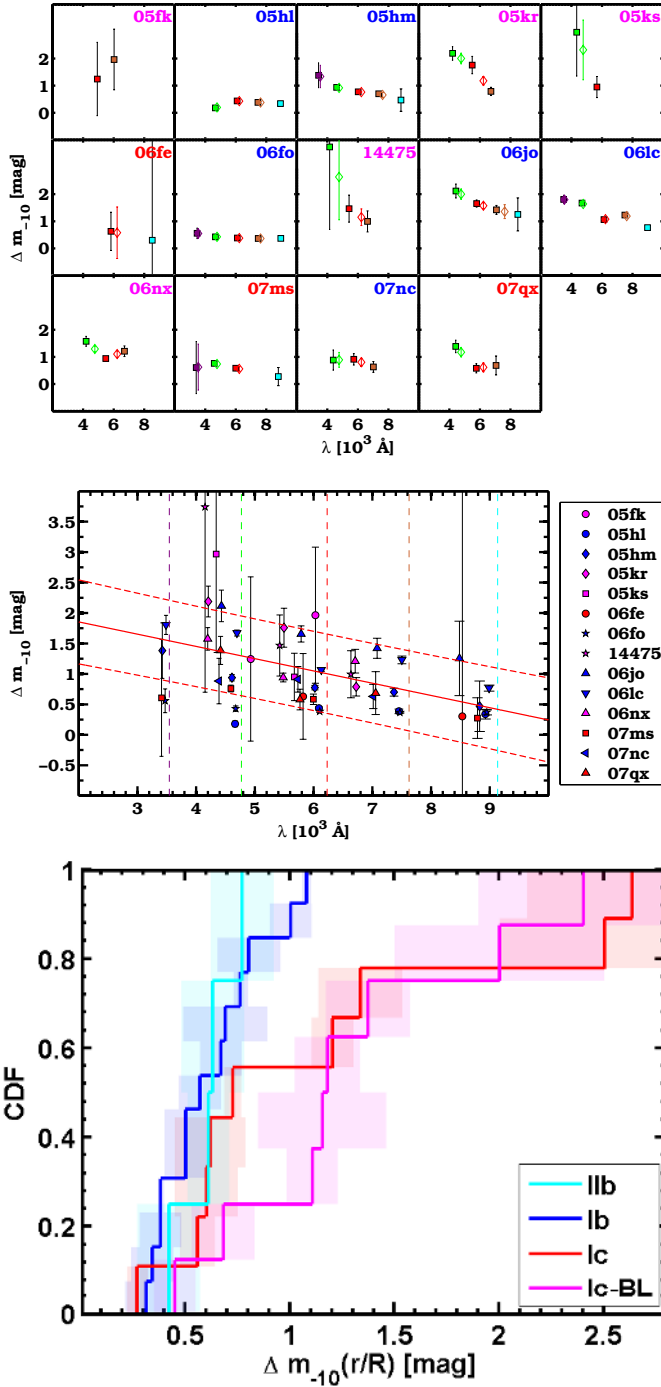 05fk 05hl 05hm 05kr 05ks
2
1
0
06fe 06fo 14475 06jo 06lc
2
1
0
Δ m₋₁₀ [mag]
4 6 8
06nx 07ms 07nc 07qx
2
1
0
4 6 8 4 6 8 4 6 8 4 6 8
λ [10³ Å]
3.5
3
2.5
2
1.5
1
0.5
0
−0.5
Δ m₋₁₀ [mag]
3 4 5 6 7 8 9
λ [10³ Å]
05fk
05hl
05hm
05kr
05ks
06fe
06fo
14475
06jo
06lc
06nx
07ms
07nc
07qx
1
0.8
0.6
0.4
0.2
0
CDF
IIb
Ib
Ic
Ic−BL
0.5 1 1.5 2 2.5
Δ m₋₁₀(r/R) [mag]